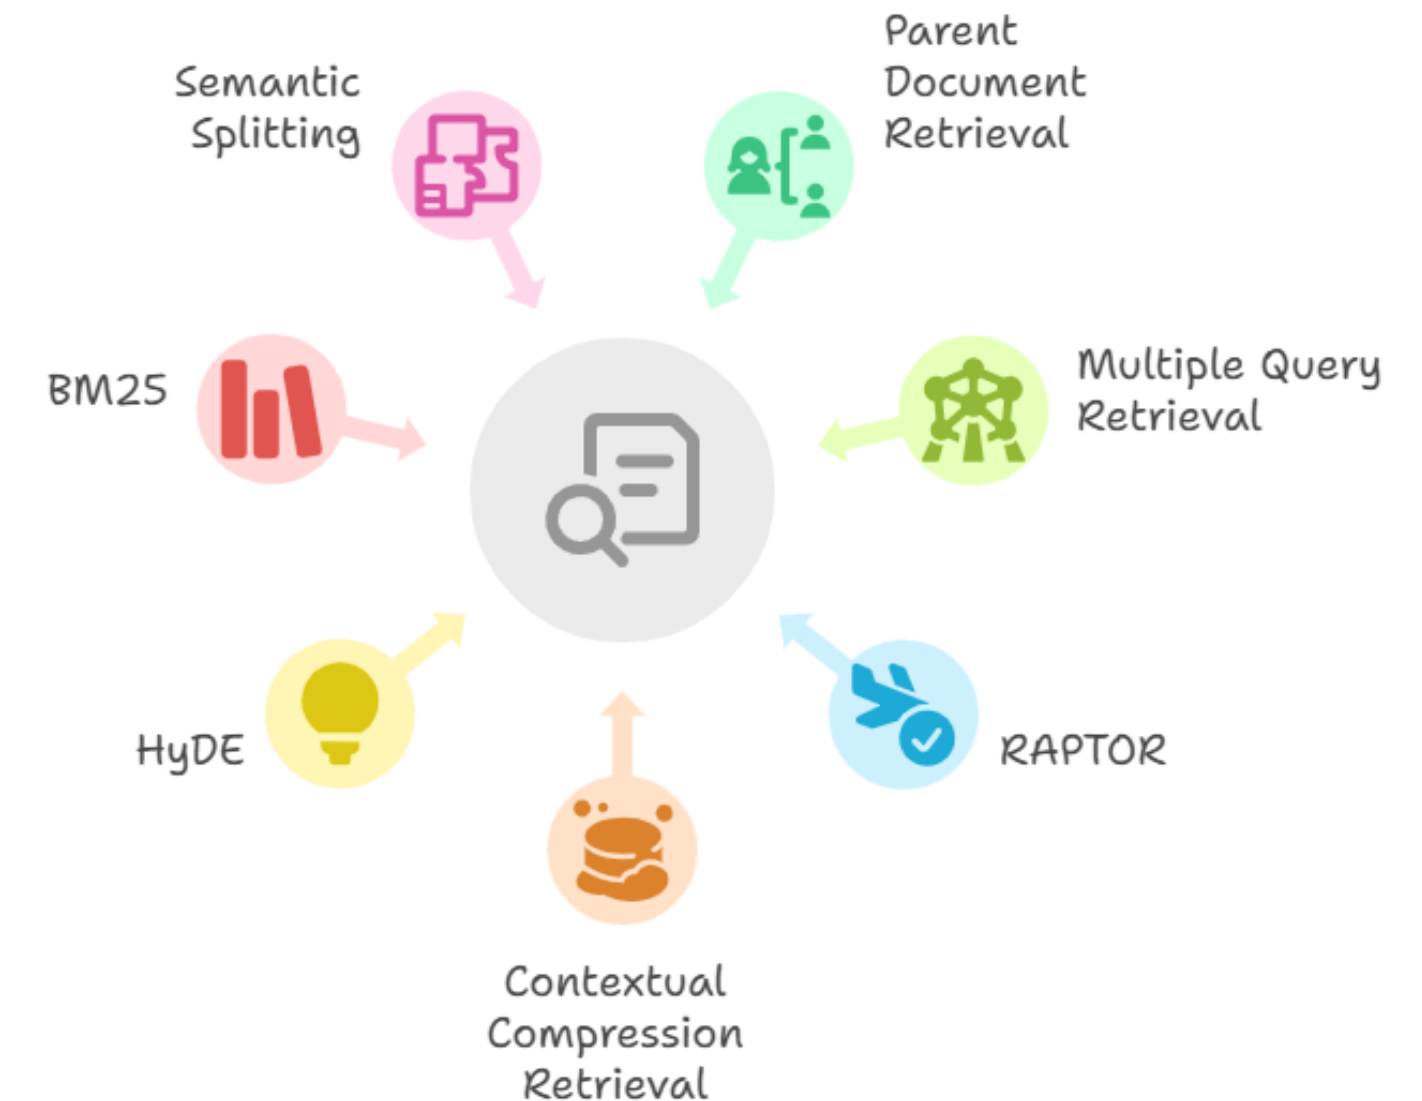 Parent
Document
Retrieval
Semantic
Splitting
Multiple Query
Retrieval
BM25
HyDE
RAPTOR
Contextual
Compression
Retrieval